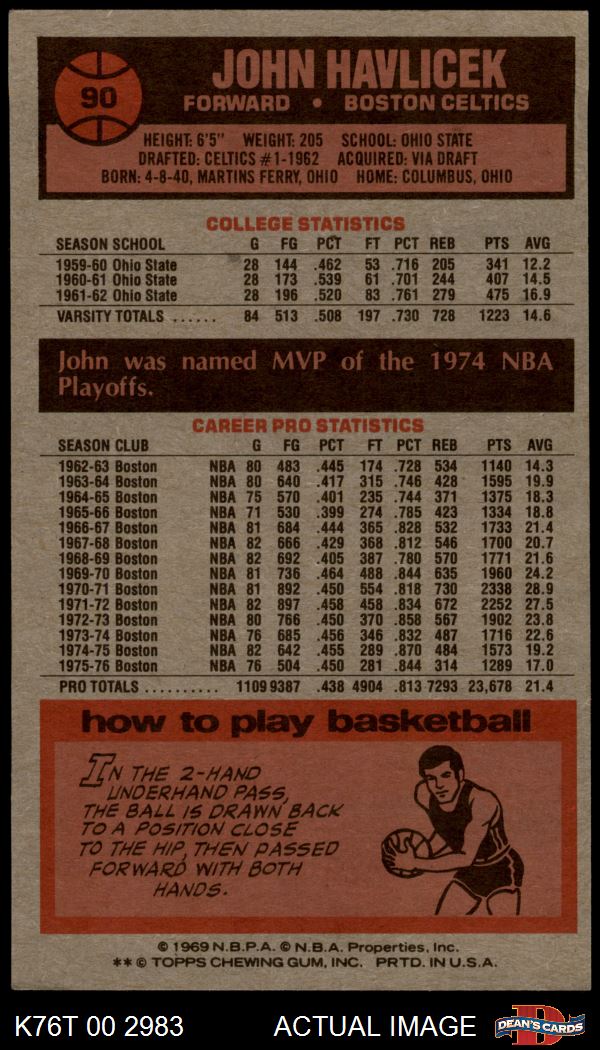 90
JOHN HAVLICEK
FORWARD • BOSTON CELTICS
HEIGHT: 6'5" WEIGHT: 205 SCHOOL: OHIO STATE
DRAFTED: CELTICS #1-1962 ACQUIRED: VIA DRAFT
BORN: 4-8-40, MARTINS FERRY, OHIO HOME: COLUMBUS, OHIO
COLLEGE STATISTICS
SEASON SCHOOL G FG PCT FT PCT REB PTS AVG
1959-60 Ohio State 28 144 .462 53 .716 205 341 12.2
1960-61 Ohio State 28 173 .539 61 .701 244 407 14.5
1961-62 Ohio State 28 196 .520 83 .761 279 475 16.9
VARSITY TOTALS ...... 84 513 .508 197 .730 728 1223 14.6
John was named MVP of the 1974 NBA
Playoffs.
CAREER PRO STATISTICS
SEASON CLUB G FG PCT FT PCT REB PTS AVG
1962-63 Boston NBA 80 483 .445 174 .728 534 1140 14.3
1963-64 Boston NBA 80 640 .417 315 .746 428 1595 19.9
1964-65 Boston NBA 75 570 .401 235 .744 371 1375 18.3
1965-66 Boston NBA 71 530 .399 274 .785 423 1334 18.8
1966-67 Boston NBA 81 684 .444 365 .828 532 1733 21.4
1967-68 Boston NBA 82 666 .429 368 .812 546 1700 20.7
1968-69 Boston NBA 82 692 .405 387 .780 570 1771 21.6
1969-70 Boston NBA 81 736 .464 488 .844 635 1960 24.2
1970-71 Boston NBA 81 892 .450 554 .818 730 2338 28.9
1971-72 Boston NBA 82 897 .458 458 .834 672 2252 27.5
1972-73 Boston NBA 80 766 .450 370 .858 567 1902 23.8
1973-74 Boston NBA 76 685 .456 346 .832 487 1716 22.6
1974-75 Boston NBA 82 642 .455 289 .870 484 1573 19.2
1975-76 Boston NBA 76 504 .450 281 .844 314 1289 17.0
PRO TOTALS .......... 1109 9387 .438 4904 .813 7293 23,678 21.4
how to play basketball
IN THE 2-HAND
UNDERHAND PASS,
THE BALL IS DRAWN BACK
TO A POSITION CLOSE
TO THE HIP, THEN PASSED
FORWARD WITH BOTH
HANDS.
© 1969 N.B.P.A. © N.B.A. Properties, Inc.
** © TOPPS CHEWING GUM, INC. PRTD. IN U.S.A.
K76T 00 2983 ACTUAL IMAGE
D
DEAN'S CARDS